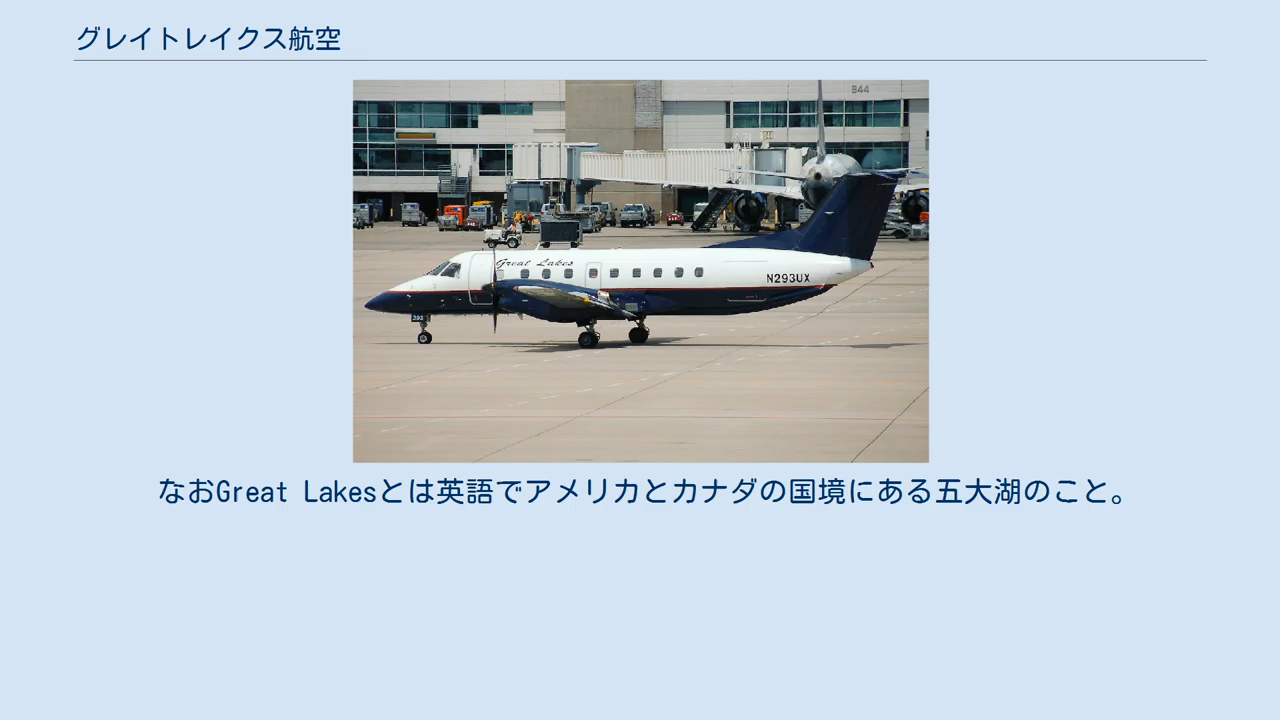 グレイトレイクス航空
B44
Great Lakes
N293UX
293
なおGreat Lakesとは英語でアメリカとカナダの国境にある五大湖のこと。